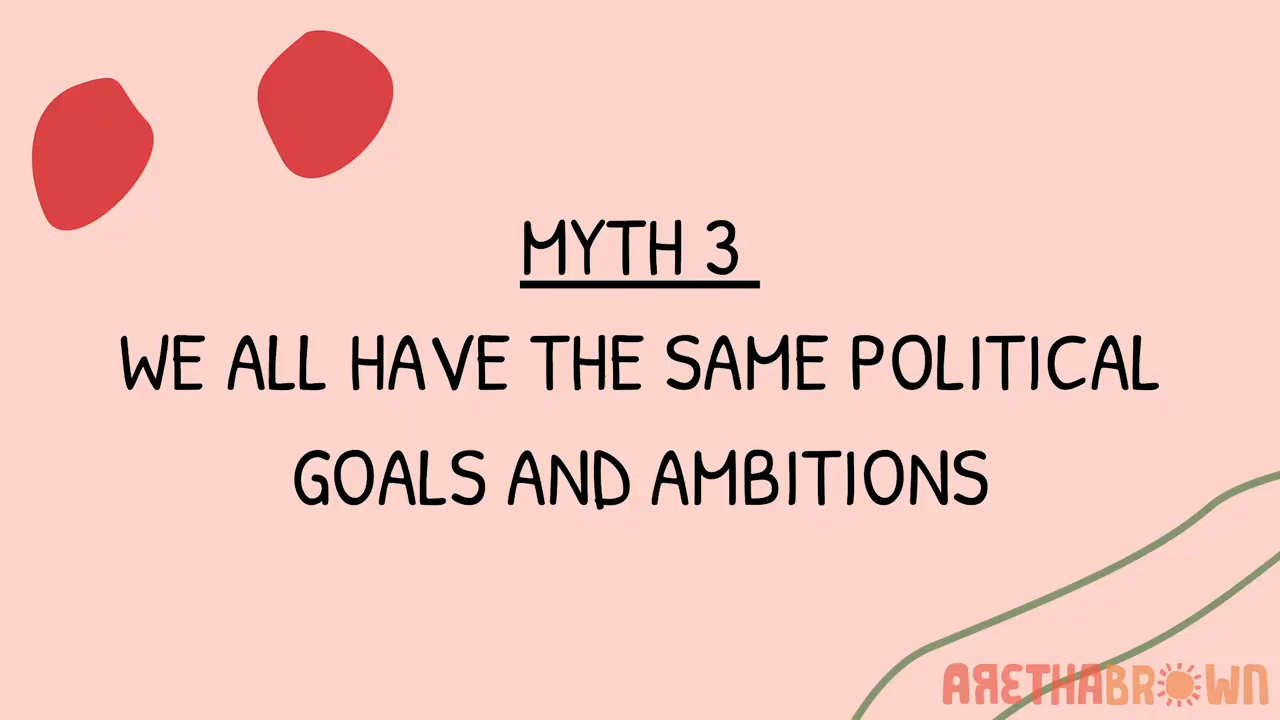 MYTH 3
WE ALL HAVE THE SAME POLITICAL
GOALS AND AMBITIONS
ARETHABROWN